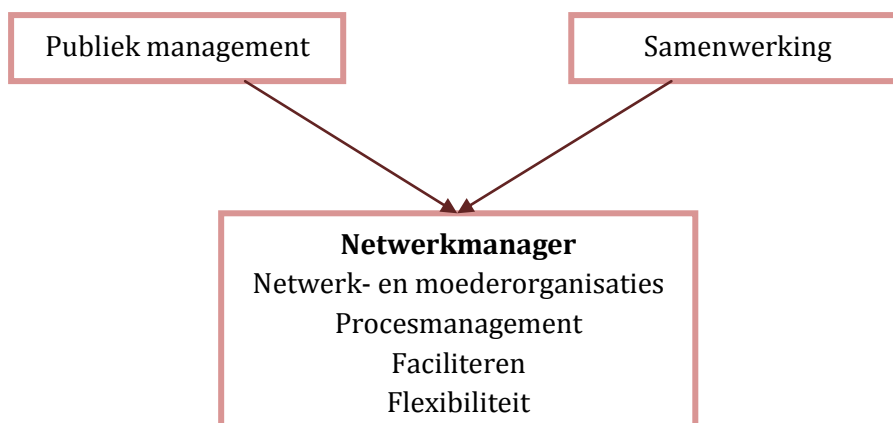 Publiek management
Samenwerking
Netwerkmanager
Netwerk- en moederorganisaties
Procesmanagement
Faciliteren
Flexibiliteit